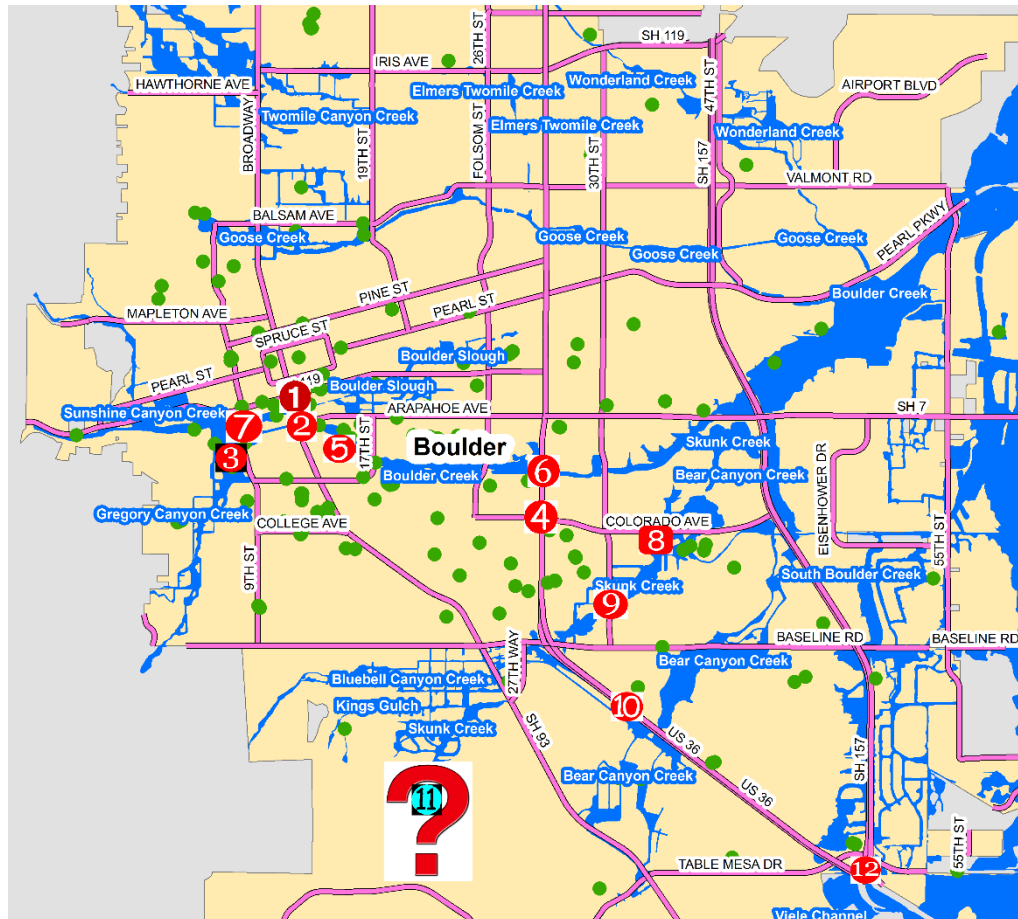 SH 119
26TH ST
IRIS AVE
HAWTHORNE AVE
Wonderland Creek
Elmers Twomile Creek
47TH ST
AIRPORT BLVD
BROADWAY
Twomile Canyon Creek
19TH ST
FOLSOM ST
Elmers Twomile Creek
30TH ST
SH 157
Wonderland Creek
VALMONT RD
BALSAM AVE
Goose Creek
Goose Creek
Goose Creek
Goose Creek
PEARL PKWY
PINE ST
Boulder Creek
MAPLETON AVE
SPRUCE ST
PEARL ST
Boulder Slough
PEARL ST
119
1
Boulder Slough
Sunshine Canyon Creek
ARAPAHOE AVE
SH 7
7
2
17TH ST
5
Boulder
Skunk Creek
3
6
Boulder Creek
Bear Canyon Creek
EISENHOWER DR
Gregory Canyon Creek
COLLEGE AVE
4
COLORADO AVE
8
55TH ST
9TH ST
Skunk Creek
South Boulder Creek
9
BASELINE RD
BASELINE RD
27TH WAY
Bear Canyon Creek
Bluebell Canyon Creek
Kings Gulch
10
Skunk Creek
SH 93
US 36
SH 157
?
11
Bear Canyon Creek
US 36
55TH ST
TABLE MESA DR
12
Viele Channel